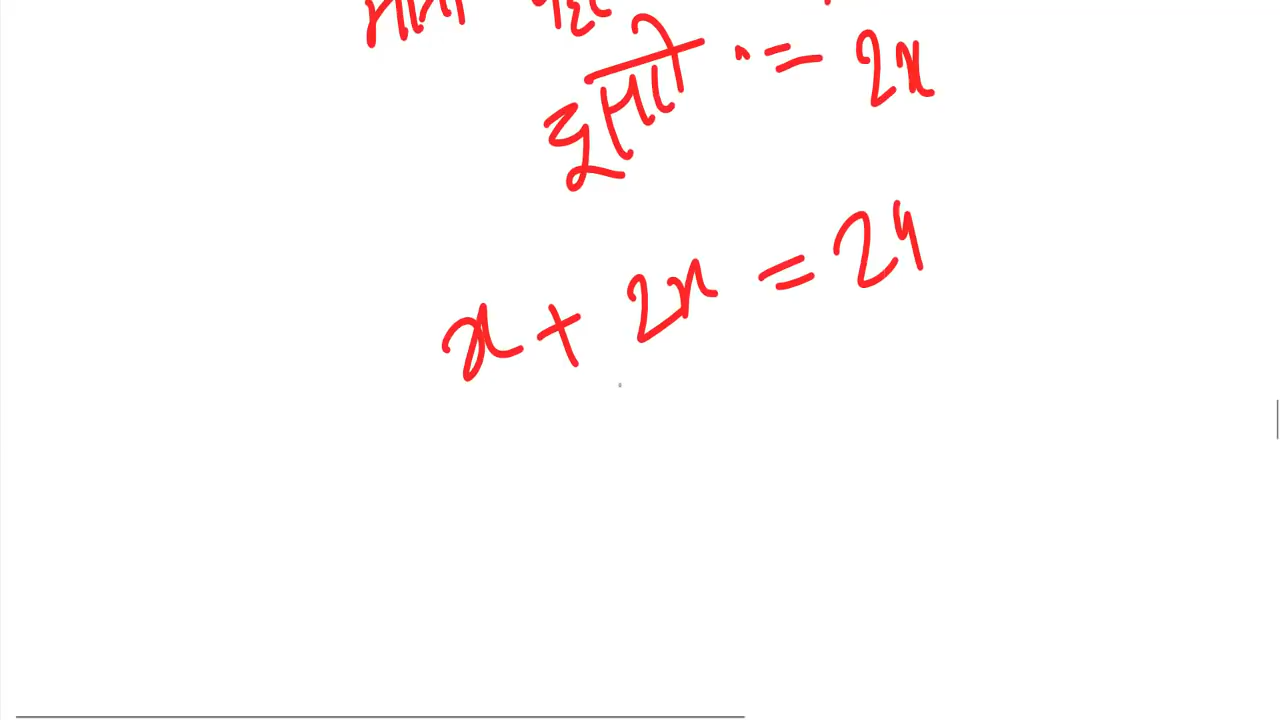 माना
दूसरी = 2x
x + 2x = 24